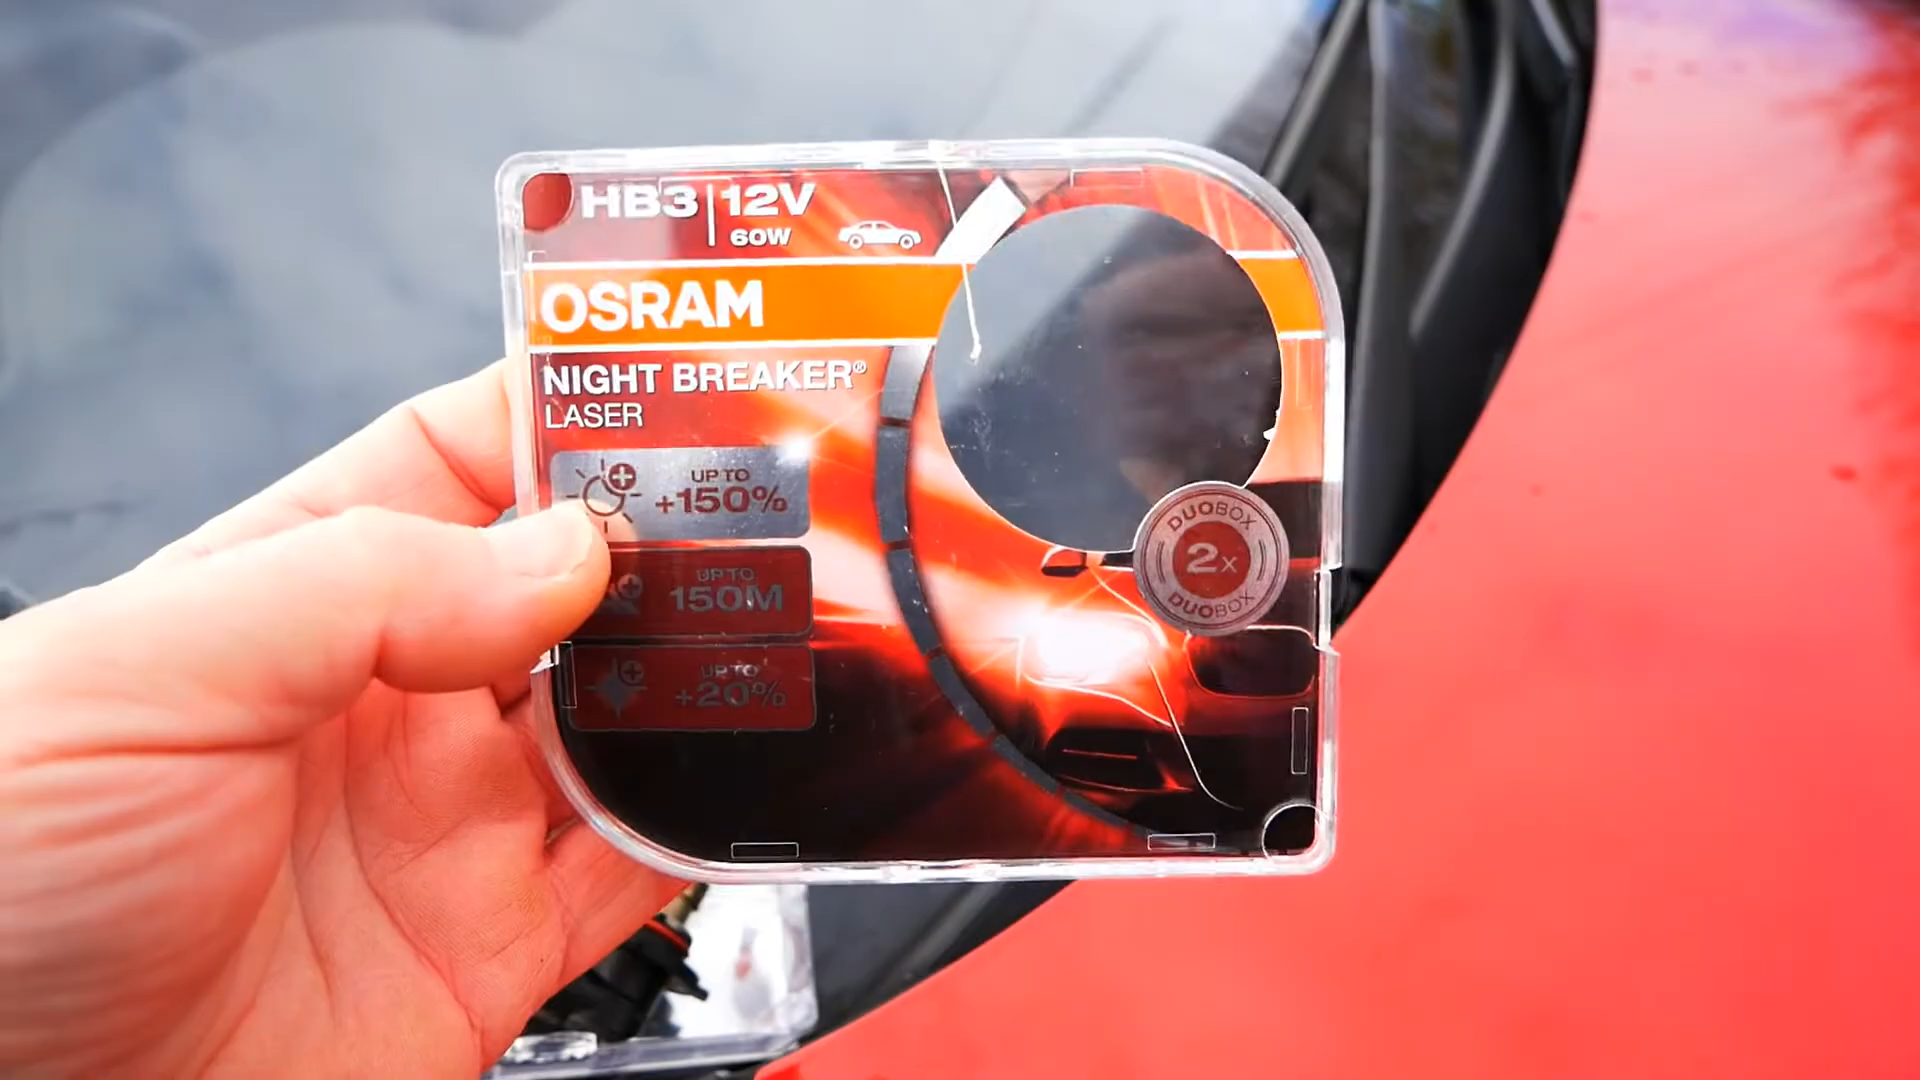 HB3 | 12V
60W
OSRAM
NIGHT BREAKER®
LASER
UP TO
+150%
UP TO
150M
UP TO
+20%
DUOBOX
2x
DUOBOX